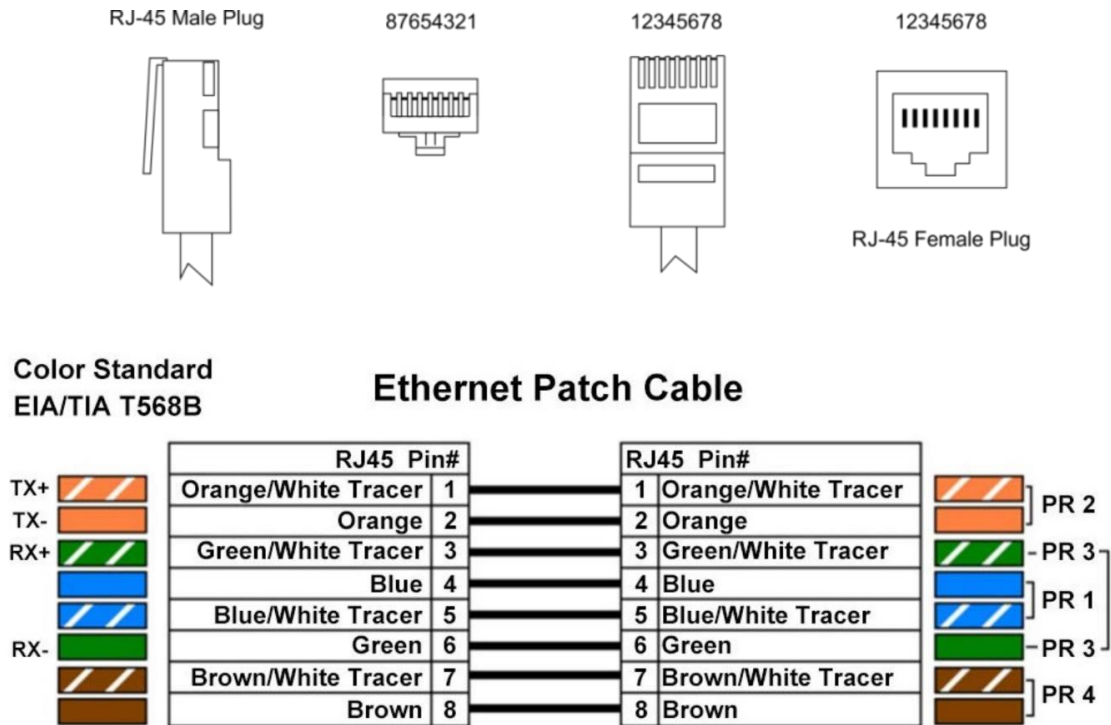 RJ-45 Male Plug 87654321 12345678 12345678
RJ-45 Female Plug
Color Standard
EIA/TIA T568B
Ethernet Patch Cable
RJ45 Pin# RJ45 Pin#
TX+ Orange/White Tracer 1 1 Orange/White Tracer PR 2
TX- Orange 2 2 Orange
RX+ Green/White Tracer 3 3 Green/White Tracer PR 3
Blue 4 4 Blue PR 1
Blue/White Tracer 5 5 Blue/White Tracer
RX- Green 6 6 Green PR 3
Brown/White Tracer 7 7 Brown/White Tracer PR 4
Brown 8 8 Brown